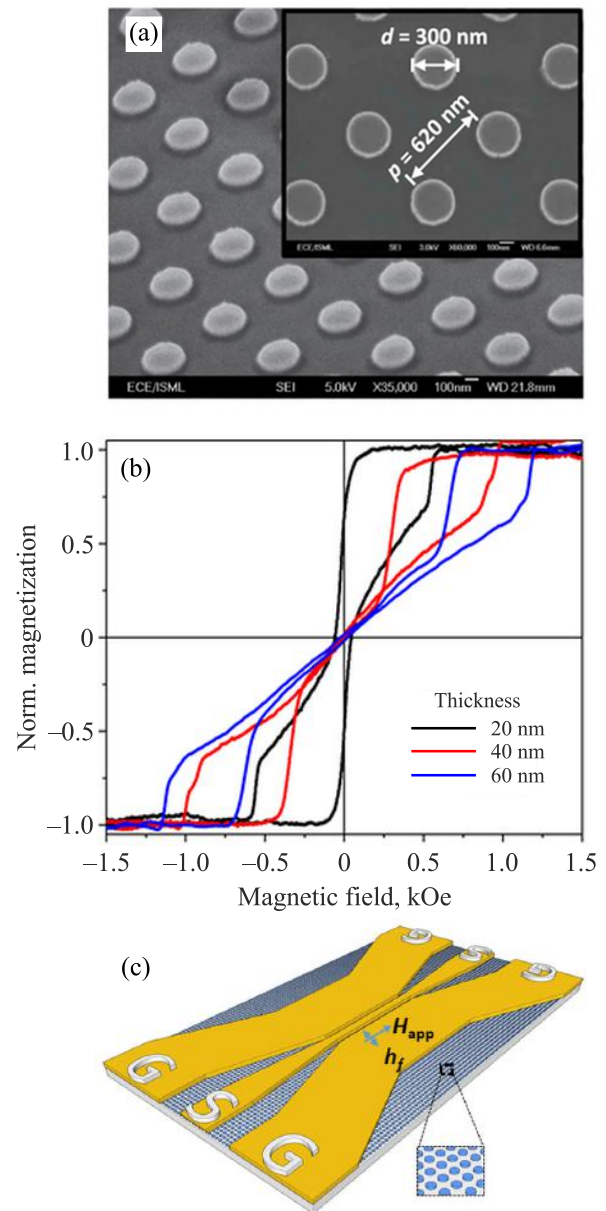 (a)
d = 300 nm
p = 620 nm
ECE/ISML SEI 3.0kV X60,000 100nm WD 6.6mm
ECE/ISML SEI 5.0kV X35,000 100nm WD 21.8mm
(b)
1.0
0.5
0
–0.5
–1.0
Norm. magnetization
Thickness
20 nm
40 nm
60 nm
–1.5 –1.0 –0.5 0 0.5 1.0 1.5
Magnetic field, kOe
(c)
G S G
H app
h f
G S G